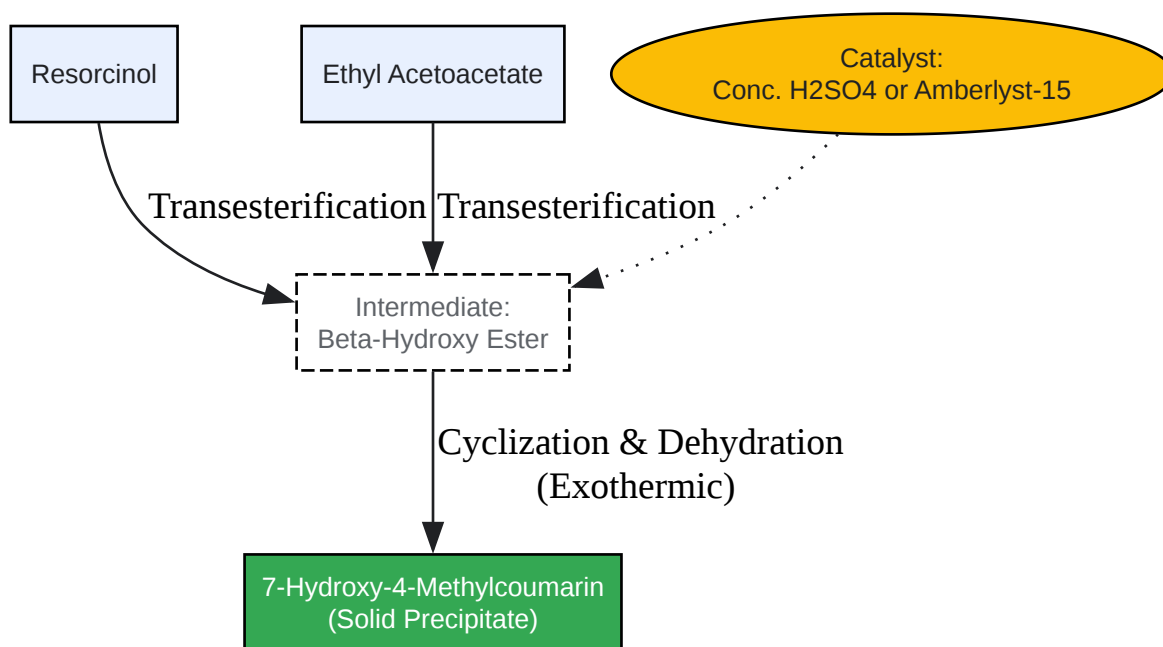 Resorcinol
Ethyl Acetoacetate
Catalyst:
Conc. H2SO4 or Amberlyst-15
Transesterification
Transesterification
Intermediate:
Beta-Hydroxy Ester
Cyclization & Dehydration
(Exothermic)
7-Hydroxy-4-Methylcoumarin
(Solid Precipitate)